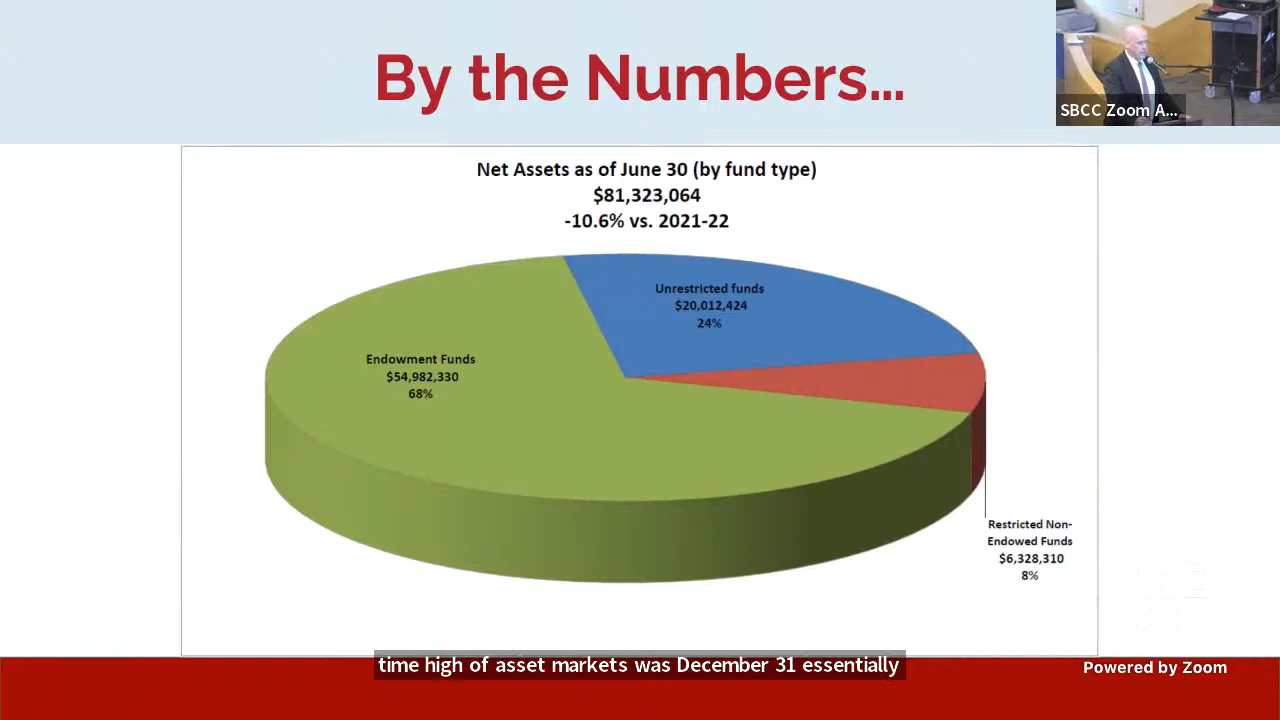 By the Numbers...
SBCC Zoom A...
Net Assets as of June 30 (by fund type)
$81,323,064
-10.6% vs. 2021-22
Unrestricted funds
$20,012,424
24%
Endowment Funds
$54,982,330
68%
Restricted Non-
Endowed Funds
$6,328,310
8%
time high of asset markets was December 31 essentially
Powered by Zoom